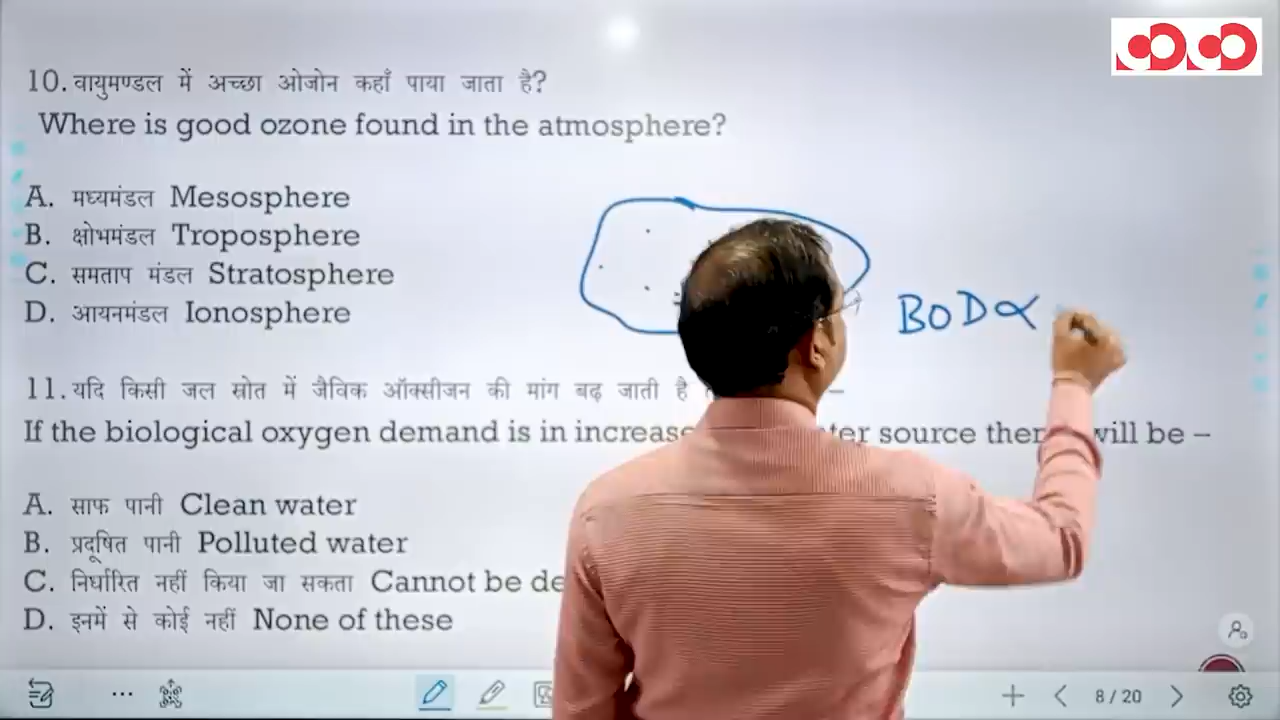 10. वायुमण्डल में अच्छा ओजोन कहाँ पाया जाता है?
Where is good ozone found in the atmosphere?
A. मध्यमंडल Mesosphere
B. क्षोभमंडल Troposphere
C. समताप मंडल Stratosphere
D. आयनमंडल Ionosphere
BOD∝
11. यदि किसी जल स्रोत में जैविक ऑक्सीजन की मांग बढ़ जाती है –
If the biological oxygen demand is in increase source there will be –
A. साफ पानी Clean water
B. प्रदूषित पानी Polluted water
C. निर्धारित नहीं किया जा सकता Cannot be
D. इनमें से कोई नहीं None of these
8 / 20